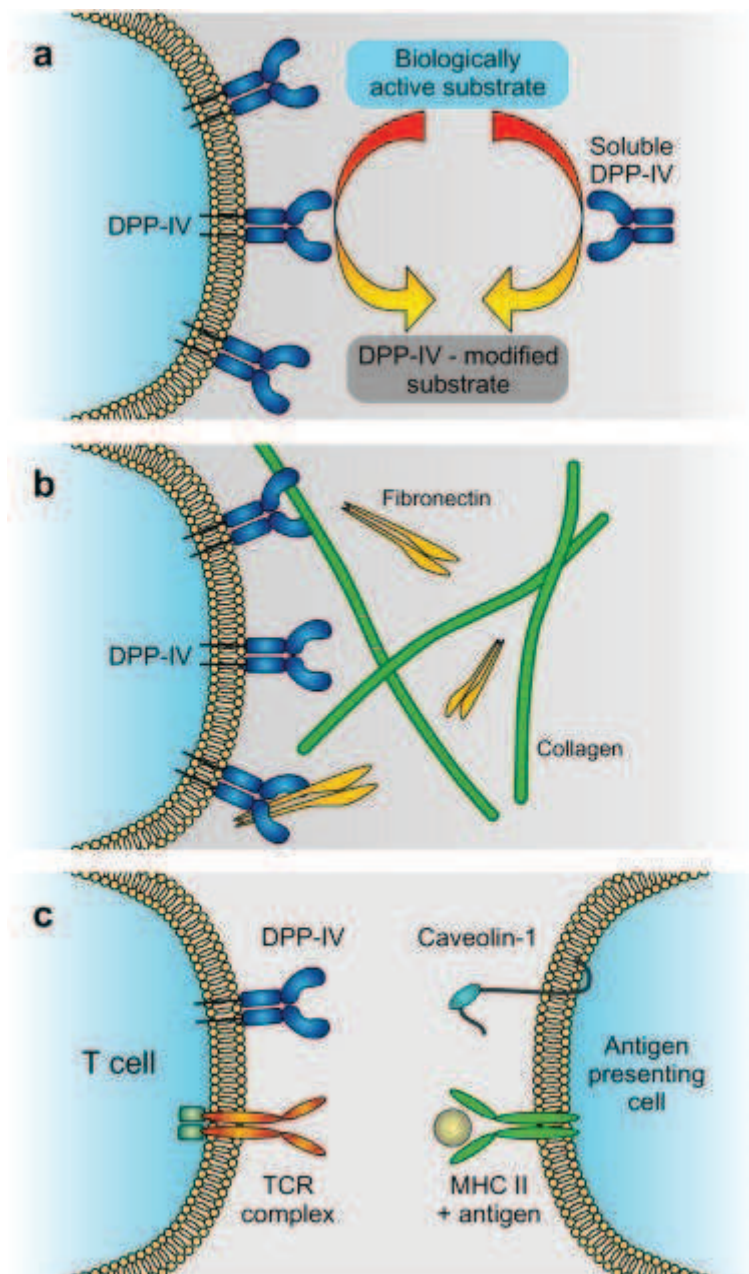 a
Biologically
active substrate
Soluble
DPP-IV
DPP-IV
DPP-IV - modified
substrate
b
Fibronectin
DPP-IV
Collagen
c
DPP-IV
Caveolin-1
T cell
Antigen
presenting
cell
TCR
complex
MHC II
+ antigen